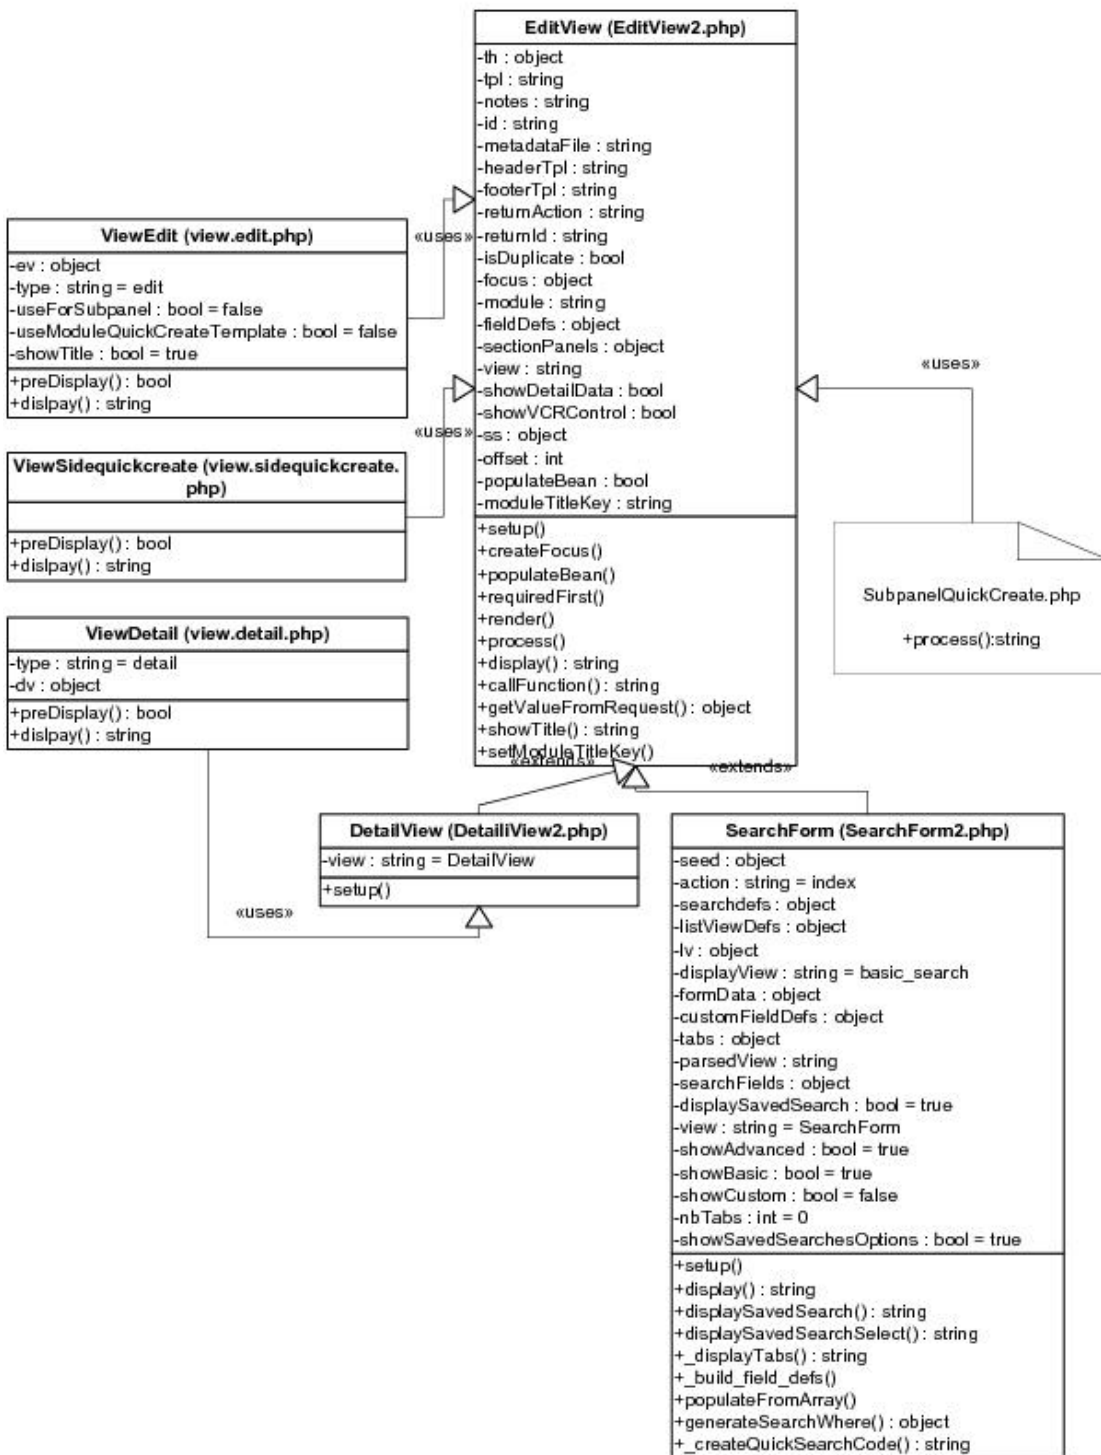 EditView (EditView2.php)
-th : object
-tpl : string
-notes : string
-id : string
-metadataFile : string
-headerTpl : string
-footerTpl : string
-returnAction : string
-returnId : string
-isDuplicate : bool
-focus : object
-module : string
-fieldDefs : object
-sectionPanels : object
-view : string
-showDetailData : bool
-showVCRControl : bool
-ss : object
-offset : int
-populateBean : bool
-moduleTitleKey : string
+setup()
+createFocus()
+populateBean()
+requiredFirst()
+render()
+process()
+display() : string
+callFunction() : string
+getValueFromRequest() : object
+showTitle() : string
+setModuleTitleKey()
«uses»
ViewEdit (view.edit.php)
-ev : object
-type : string = edit
-useForSubpanel : bool = false
-useModuleQuickCreateTemplate : bool = false
-showTitle : bool = true
+preDisplay() : bool
+dislpay() : string
«uses»
ViewSidequickcreate (view.sidequickcreate.
php)
+preDisplay() : bool
+dislpay() : string
«uses»
SubpanelQuickCreate.php
+process():string
ViewDetail (view.detail.php)
-type : string = detail
-dv : object
+preDisplay() : bool
+dislpay() : string
«extends»
«extends»
DetailView (DetailiView2.php)
-view : string = DetailView
+setup()
«uses»
SearchForm (SearchForm2.php)
-seed : object
-action : string = index
-searchdefs : object
-listViewDefs : object
-lv : object
-displayView : string = basic_search
-formData : object
-customFieldDefs : object
-tabs : object
-parsedView : string
-searchFields : object
-displaySavedSearch : bool = true
-view : string = SearchForm
-showAdvanced : bool = true
-showBasic : bool = true
-showCustom : bool = false
-nbTabs : int = 0
-showSavedSearchesOptions : bool = true
+setup()
+display() : string
+displaySavedSearch() : string
+displaySavedSearchSelect() : string
+_displayTabs() : string
+_build_field_defs()
+populateFromArray()
+generateSearchWhere() : object
+_createQuickSearchCode() : string